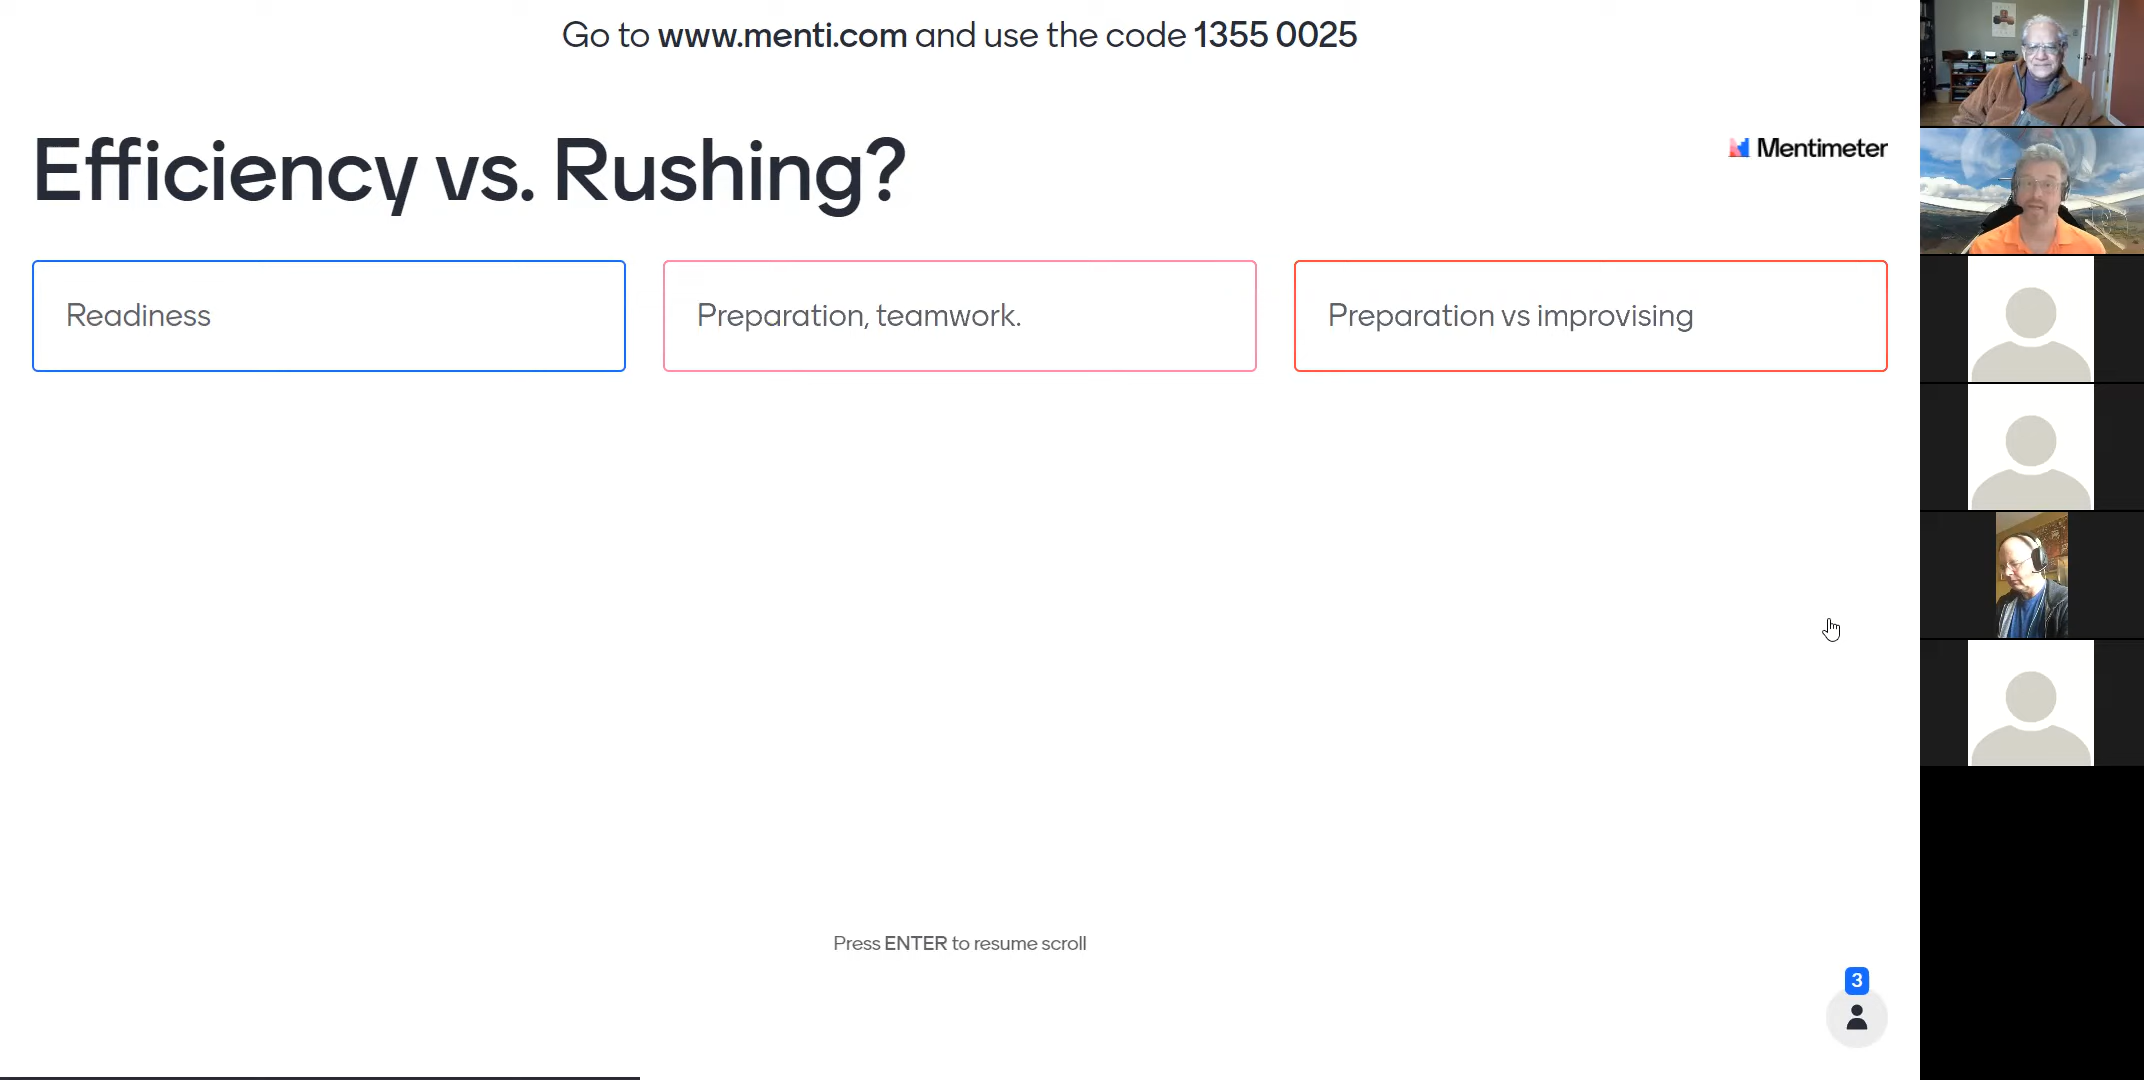 Go to www.menti.com and use the code 1355 0025
Efficiency vs. Rushing?
Mentimeter
Readiness
Preparation, teamwork.
Preparation vs improvising
Press ENTER to resume scroll
3